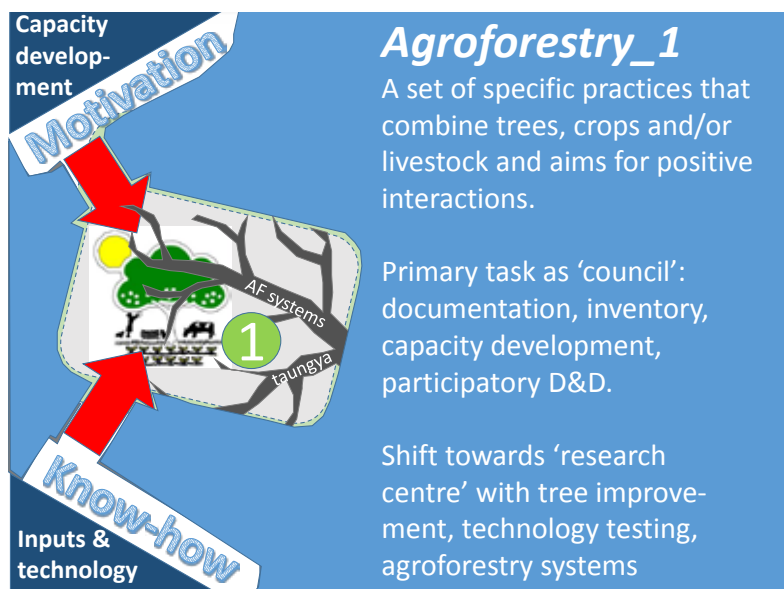 Capacity
develop-
ment
Motivation
AF systems
1
taungya
Know-how
Inputs &
technology
Agroforestry_1
A set of specific practices that
combine trees, crops and/or
livestock and aims for positive
interactions.
Primary task as ‘council’:
documentation, inventory,
capacity development,
participatory D&D.
Shift towards ‘research
centre’ with tree improve-
ment, technology testing,
agroforestry systems